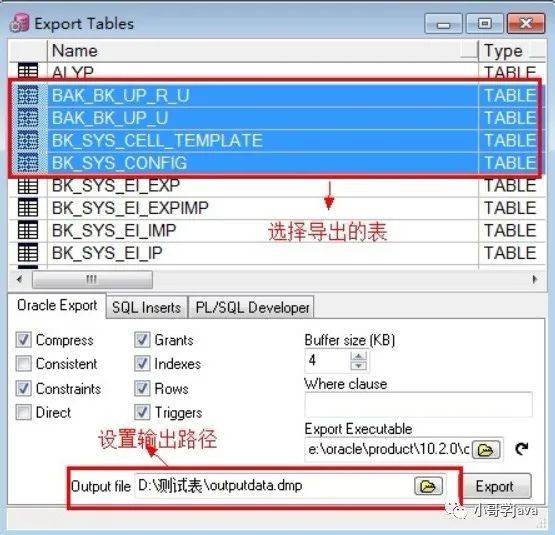 Export Tables
Name Type
ALYP TABLE
BAK_BK_UP_R_U TABLE
BAK_BK_UP_U TABLE
BK_SYS_CELL_TEMPLATE TABLE
BK_SYS_CONFIG TABLE
BK_SYS_EI_EXP TABLE
BK_SYS_EI_EXPIMP TABLE
BK_SYS_EI_IMP TABLE
BK_SYS_EI_IP TABLE
选择导出的表
Oracle Export SQL Inserts PL/SQL Developer
Compress Grants Buffer size (KB)
Consistent Indexes 4
Constraints Rows Where clause
Direct Triggers
设置输出路径
Export Executable
e:\oracle\product\10.2.0\c
Output file D:\测试表\outputdata.dmp Export
小哥学java